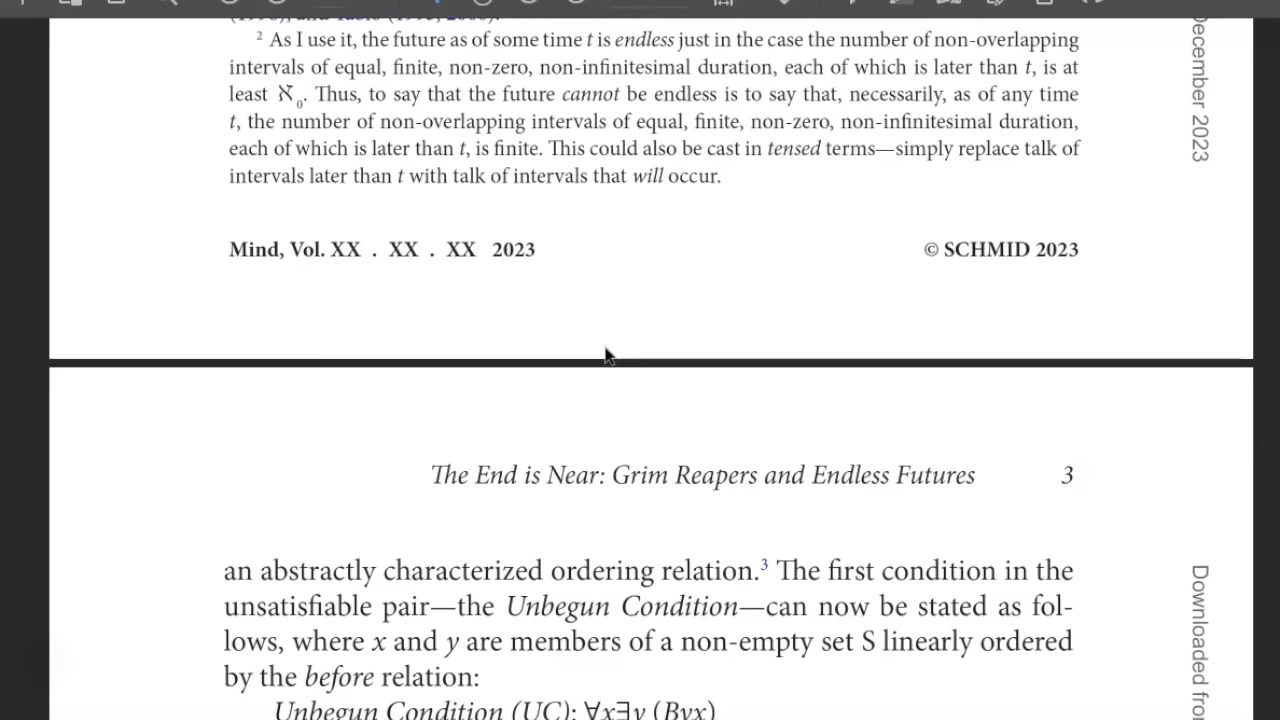 ² As I use it, the future as of some time t is endless just in the case the number of non-overlapping
intervals of equal, finite, non-zero, non-infinitesimal duration, each of which is later than t, is at
least ℵ₀. Thus, to say that the future cannot be endless is to say that, necessarily, as of any time
t, the number of non-overlapping intervals of equal, finite, non-zero, non-infinitesimal duration,
each of which is later than t, is finite. This could also be cast in tensed terms—simply replace talk of
intervals later than t with talk of intervals that will occur.
Mind, Vol. XX . XX . XX 2023
© SCHMID 2023
December 2023
The End is Near: Grim Reapers and Endless Futures 3
an abstractly characterized ordering relation.³ The first condition in the
unsatisfiable pair—the Unbegun Condition—can now be stated as fol-
lows, where x and y are members of a non-empty set S linearly ordered
by the before relation:
Unbegun Condition (UC): ∀x∃y (Byx)
Downloaded